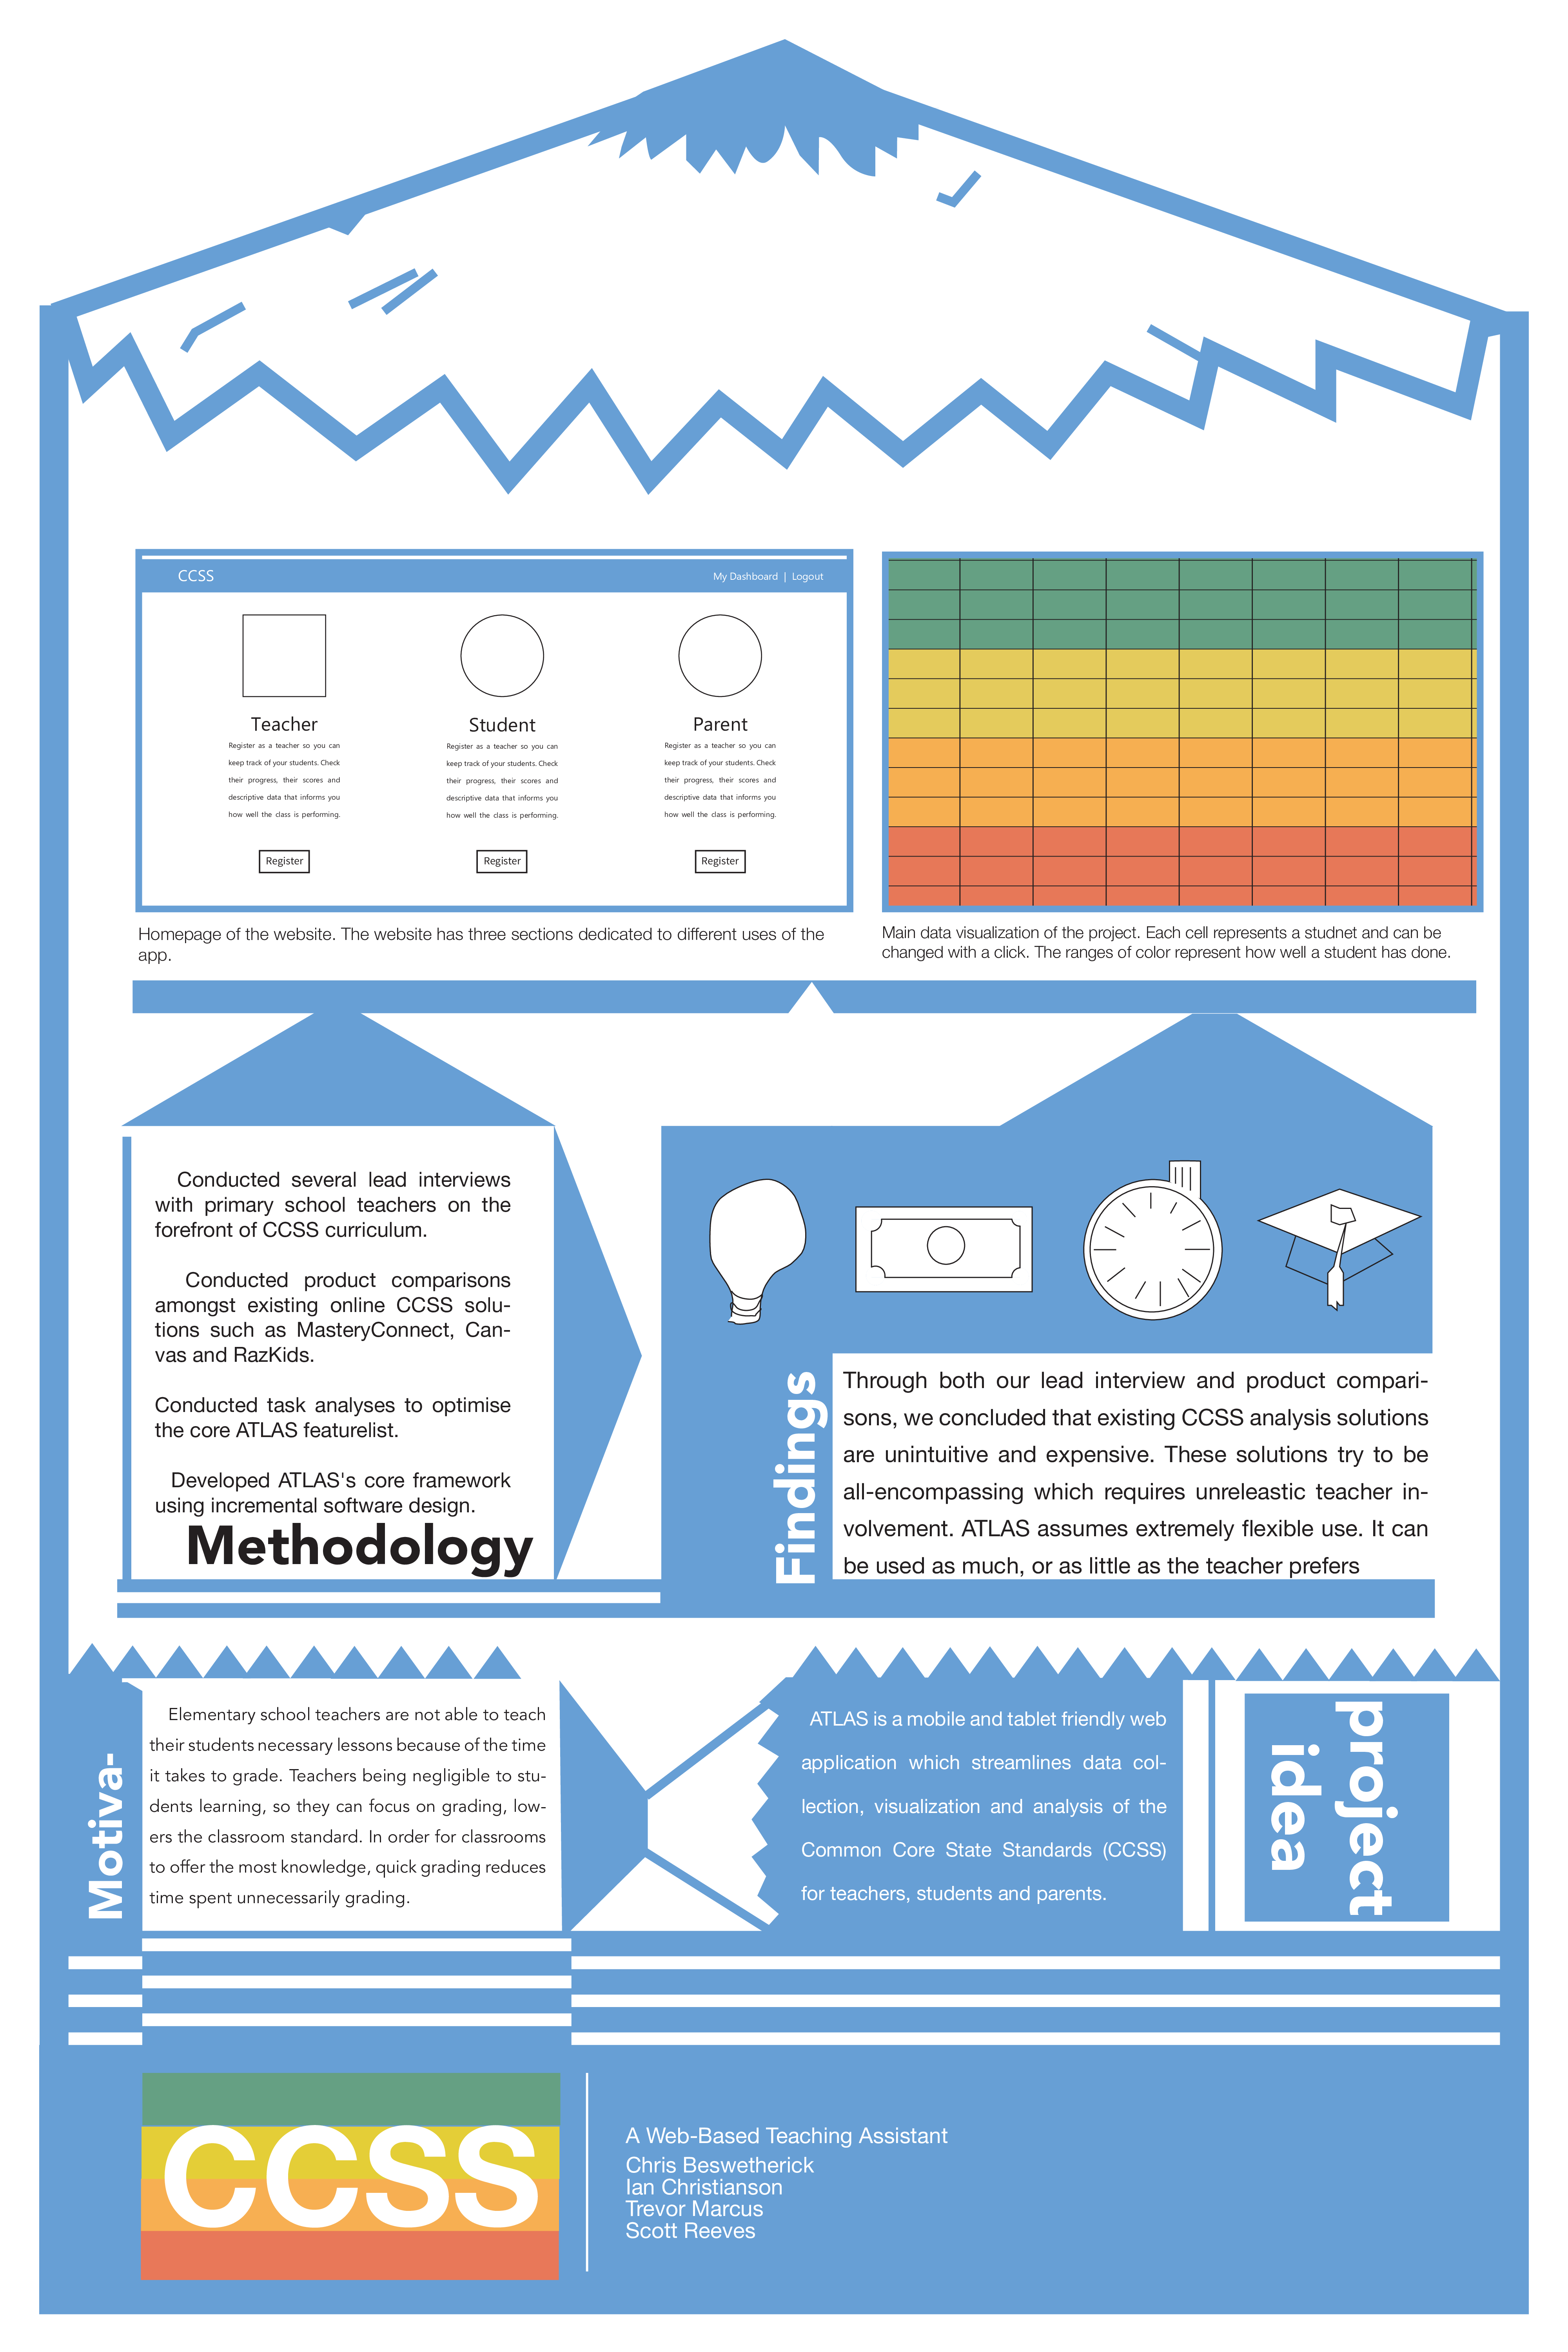 CCSS
My Dashboard | Logout
Teacher
Register as a teacher so you can
keep track of your students. Check
their progress, their scores and
descriptive data that informs you
how well the class is performing.
Register
Student
Register as a teacher so you can
keep track of your students. Check
their progress, their scores and
descriptive data that informs you
how well the class is performing.
Register
Parent
Register as a teacher so you can
keep track of your students. Check
their progress, their scores and
descriptive data that informs you
how well the class is performing.
Register
Homepage of the website. The website has three sections dedicated to different uses of the
app.
Main data visualization of the project. Each cell represents a studnet and can be
changed with a click. The ranges of color represent how well a student has done.
Conducted several lead interviews
with primary school teachers on the
forefront of CCSS curriculum.
Conducted product comparisons
amongst existing online CCSS solu-
tions such as MasteryConnect, Can-
vas and RazKids.
Conducted task analyses to optimise
the core ATLAS featurelist.
Developed ATLAS's core framework
using incremental software design.
Methodology
Findings
Through both our lead interview and product compari-
sons, we concluded that existing CCSS analysis solutions
are unintuitive and expensive. These solutions try to be
all-encompassing which requires unreleastic teacher in-
volvement. ATLAS assumes extremely flexible use. It can
be used as much, or as little as the teacher prefers
Motiva-
Elementary school teachers are not able to teach
their students necessary lessons because of the time
it takes to grade. Teachers being negligible to stu-
dents learning, so they can focus on grading, low-
ers the classroom standard. In order for classrooms
to offer the most knowledge, quick grading reduces
time spent unnecessarily grading.
ATLAS is a mobile and tablet friendly web
application which streamlines data col-
lection, visualization and analysis of the
Common Core State Standards (CCSS)
for teachers, students and parents.
project
idea
CCSS
A Web-Based Teaching Assistant
Chris Beswetherick
Ian Christianson
Trevor Marcus
Scott Reeves